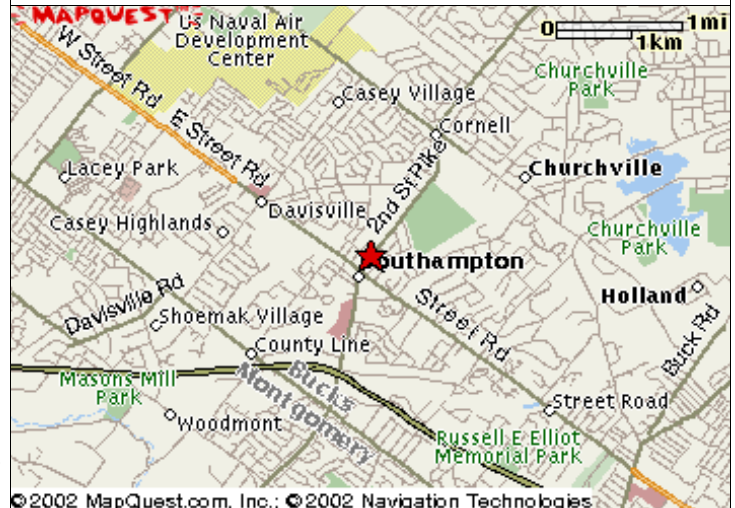 MAPQUEST
US Naval Air
Development
Center
0 1mi
1km
W Street Rd
Churchville
Park
Casey Village
Cornell
E Street Rd
2nd St Pike
Lacey Park
Churchville
Davisville
Casey Highlands
Churchville
Park
Southampton
Holland
Davisville Rd
Street Rd
Buck Rd
Shoemak Village
County Line
Bucks
Montgomery
Masons Mill
Park
Street Road
Woodmont
Russell E Elliot
Memorial Park
©2002 MapQuest.com, Inc.; ©2002 Navigation Technologies